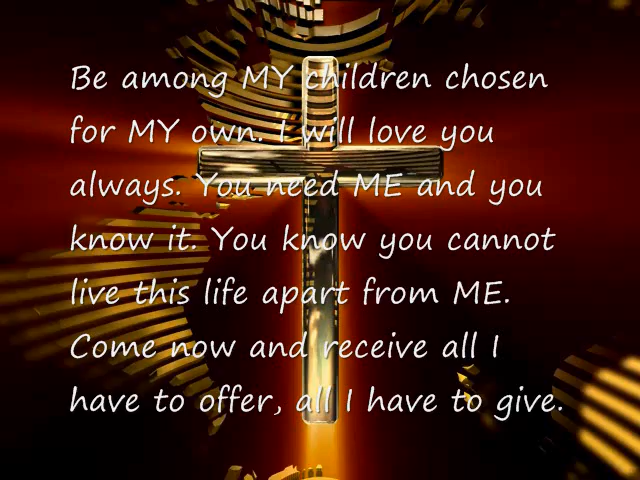 Be among MY children chosen
for MY own. I will love you
always. You need ME and you
know it. You know you cannot
live this life apart from ME.
Come now and receive all I
have to offer, all I have to give.